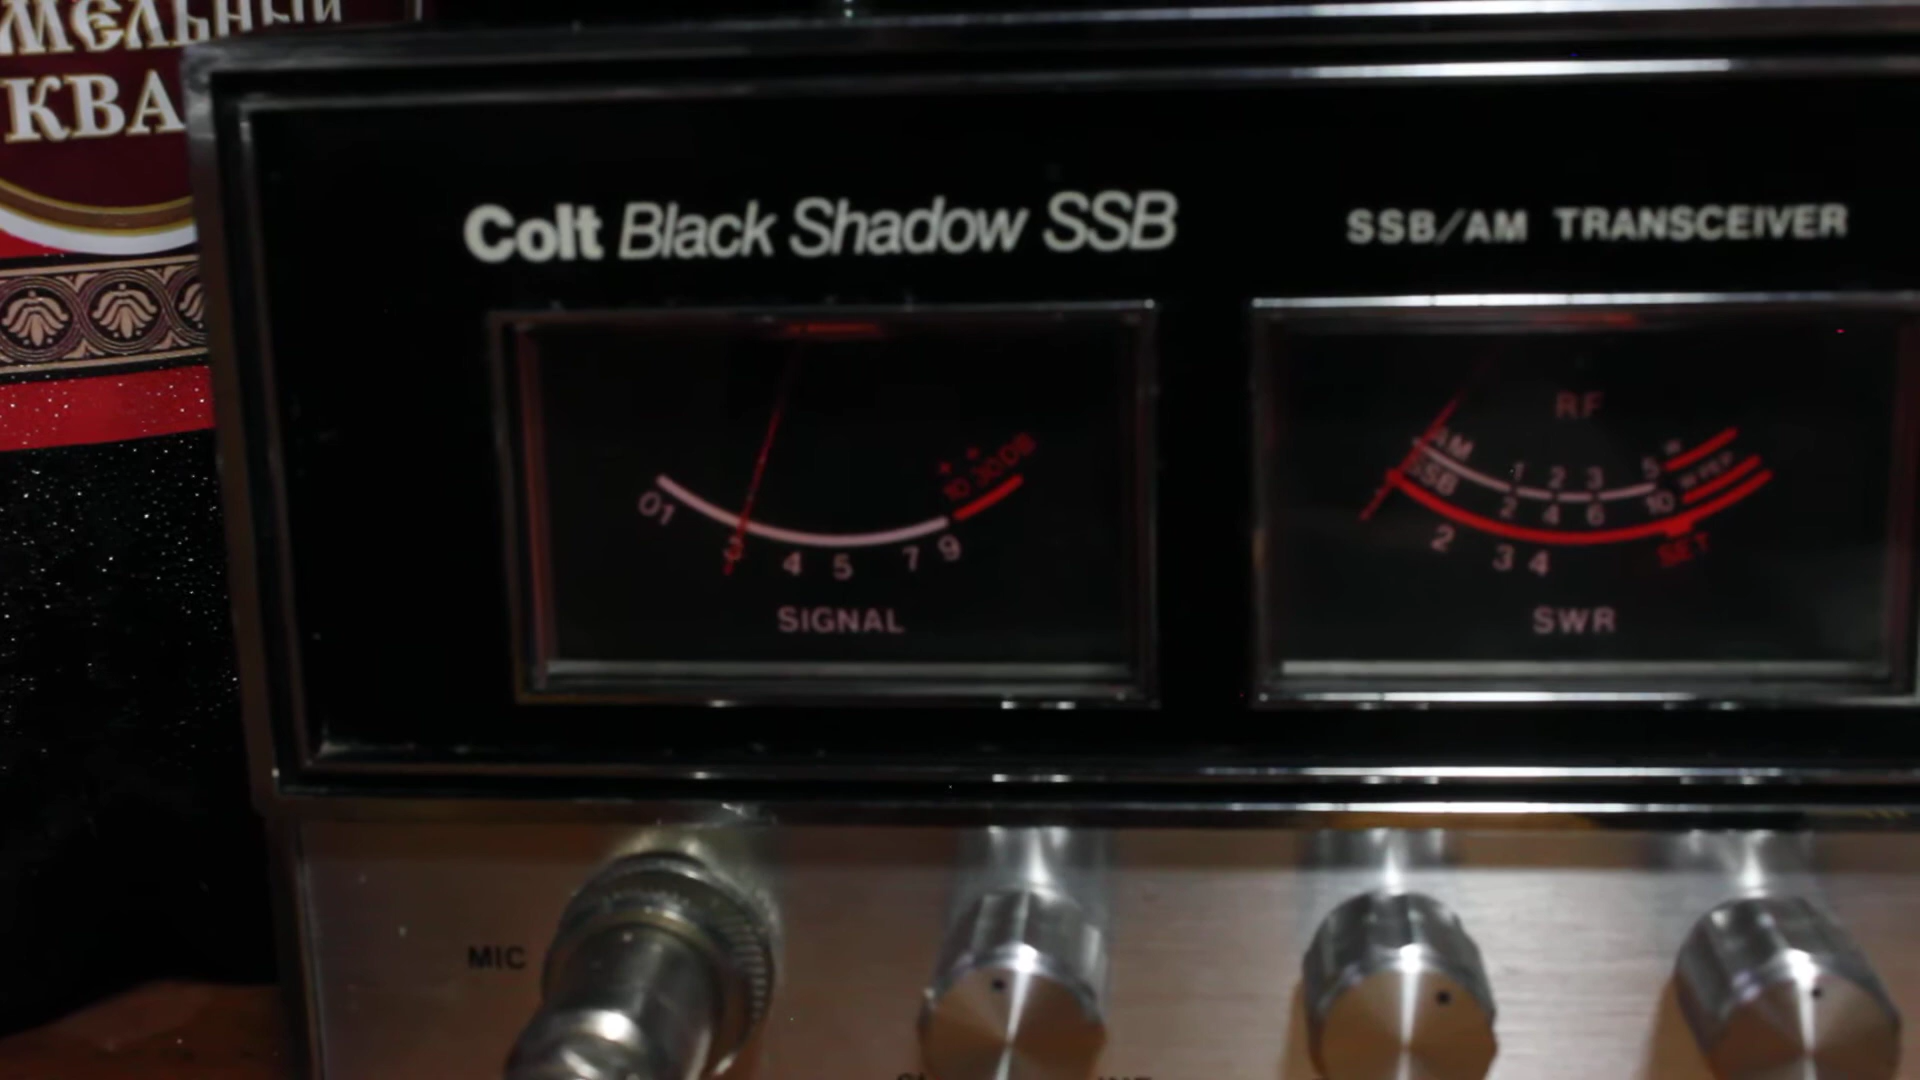 КВА
Colt Black Shadow SSB
SSB/AM TRANSCEIVER
01 3 4 5 7 9 10 30DB
SIGNAL
RF
AM 1 2 3 5 W
SSB 2 4 6 10 W PEP
2 3 4 SET
SWR
MIC